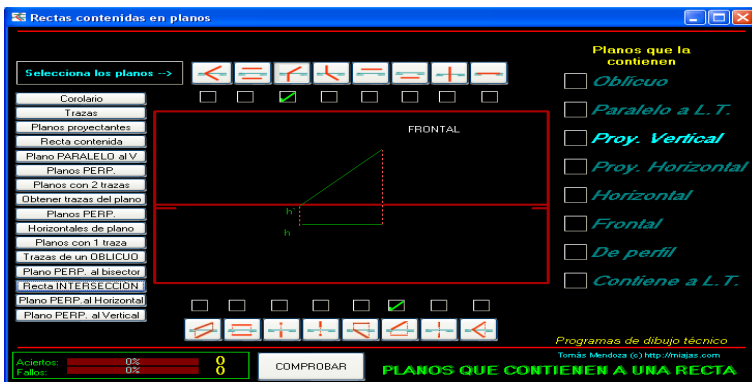 Rectas contenidas en planos
Selecciona los planos -->
Corolario
Trazas
Planos proyectantes
Recta contenida
Plano PARALELO al V
Planos PERP.
Planos con 2 trazas
Obtener trazas del plano
Planos PERP.
Horizontales de plano
Planos con 1 traza
Trazas de un OBLICUO
Plano PERP. al bisector
Recta INTERSECCIÓN
Plano PERP.al Horizontal
Plano PERP. al Vertical
FRONTAL
h'
h
Planos que la
contienen
Oblícuo
Paralelo a L.T.
Proy. Vertical
Proy. Horizontal
Horizontal
Frontal
De perfil
Contiene a L.T.
Programas de dibujo técnico
Aciertos: 0% 0
Fallos: 0% 0
COMPROBAR
Tomás Mendoza (c) http://miajas.com
PLANOS QUE CONTIENEN A UNA RECTA